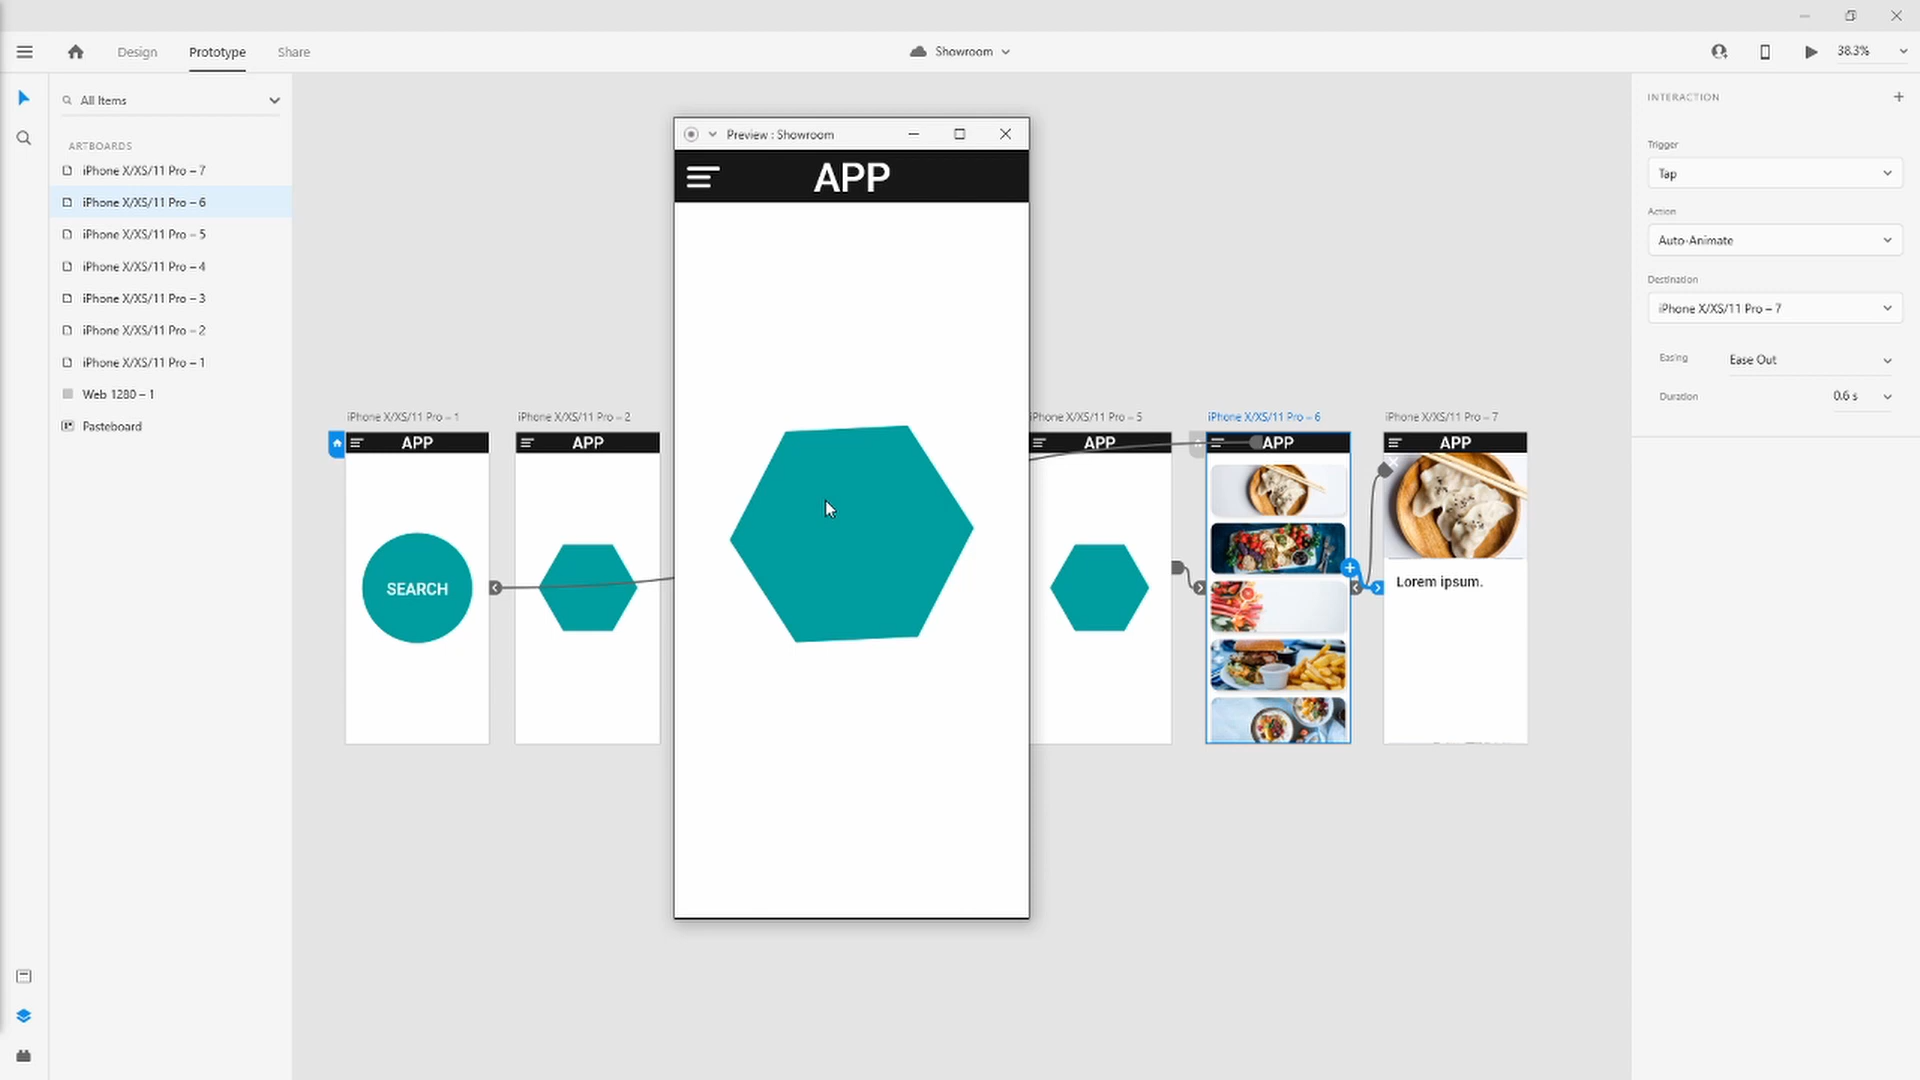 Design
Prototype
Share
Showroom
38.3%
All Items
ARTBOARDS
iPhone X/XS/11 Pro – 7
iPhone X/XS/11 Pro – 6
iPhone X/XS/11 Pro – 5
iPhone X/XS/11 Pro – 4
iPhone X/XS/11 Pro – 3
iPhone X/XS/11 Pro – 2
iPhone X/XS/11 Pro – 1
Web 1280 – 1
Pasteboard
Preview : Showroom
APP
iPhone X/XS/11 Pro – 1
APP
SEARCH
iPhone X/XS/11 Pro – 2
APP
iPhone X/XS/11 Pro – 5
APP
iPhone X/XS/11 Pro – 6
APP
iPhone X/XS/11 Pro – 7
APP
Lorem ipsum.
INTERACTION
Trigger
Tap
Action
Auto-Animate
Destination
iPhone X/XS/11 Pro – 7
Easing
Ease Out
Duration
0.6 s